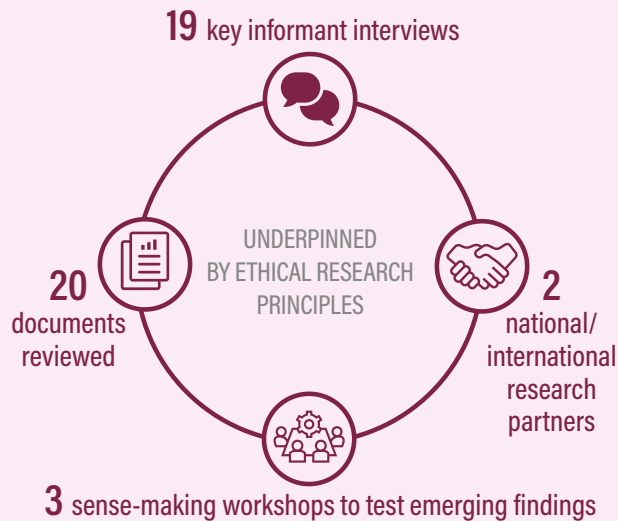 19 key informant interviews
UNDERPINNED
BY ETHICAL RESEARCH
PRINCIPLES
20
documents
reviewed
2
national/
international
research
partners
3 sense-making workshops to test emerging findings